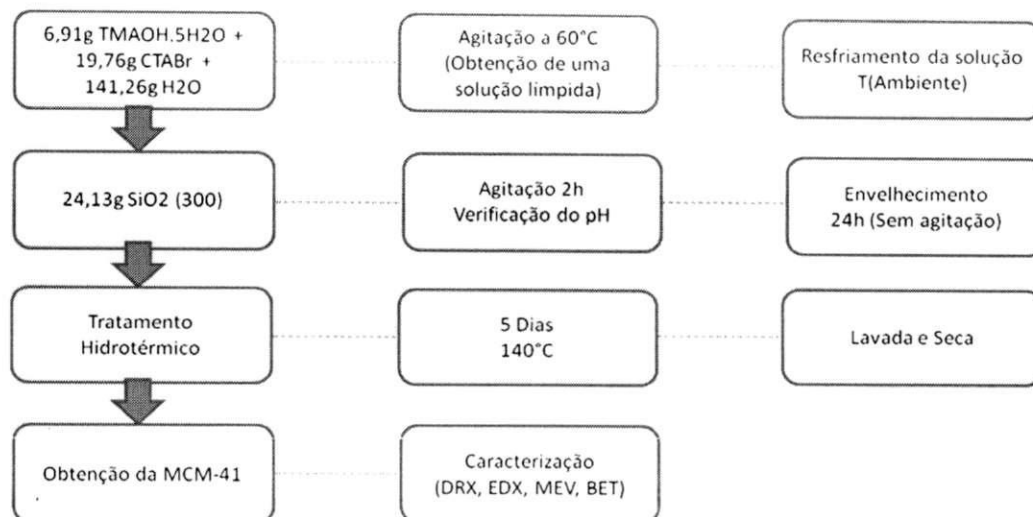 6,91g TMAOH.5H2O +
19,76g CTABr +
141,26g H2O
Agitação a 60°C
(Obtenção de uma
solução limpida)
Resfriamento da solução
T(Ambiente)
24,13g SiO2 (300)
Agitação 2h
Verificação do pH
Envelhecimento
24h (Sem agitação)
Tratamento
Hidrotérmico
5 Dias
140°C
Lavada e Seca
Obtenção da MCM-41
Caracterização
(DRX, EDX, MEV, BET)